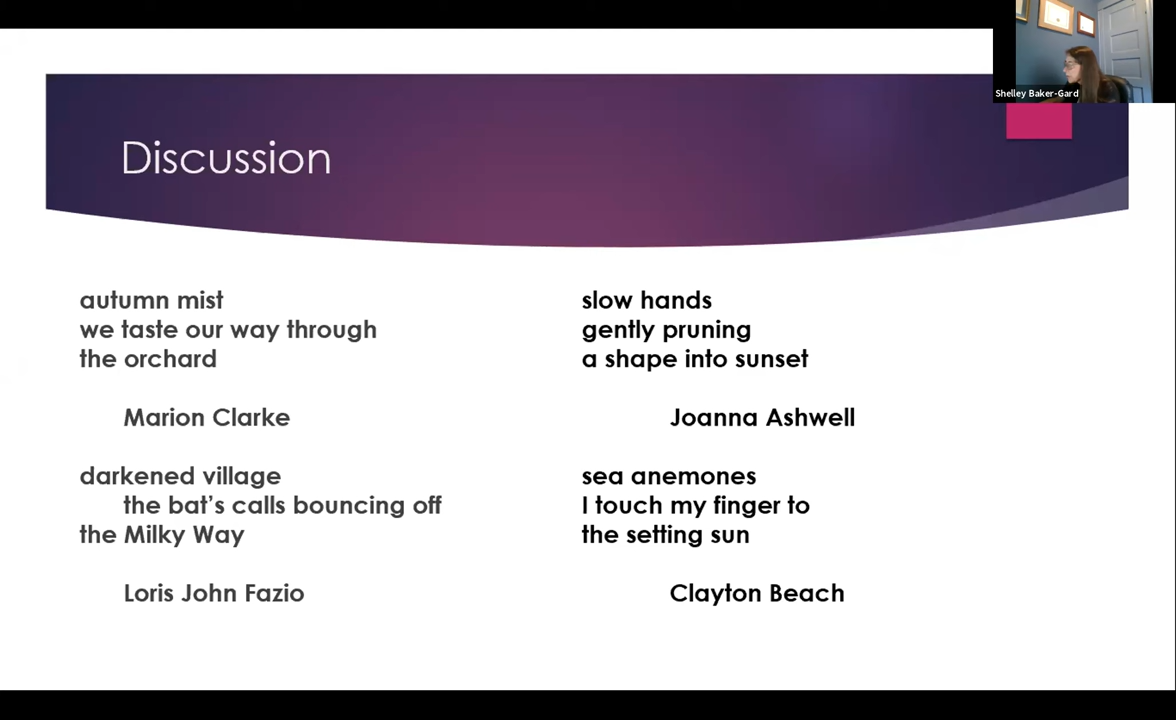 Shelley Baker-Gard
Discussion
autumn mist
we taste our way through
the orchard
Marion Clarke
darkened village
the bat's calls bouncing off
the Milky Way
Loris John Fazio
slow hands
gently pruning
a shape into sunset
Joanna Ashwell
sea anemones
I touch my finger to
the setting sun
Clayton Beach